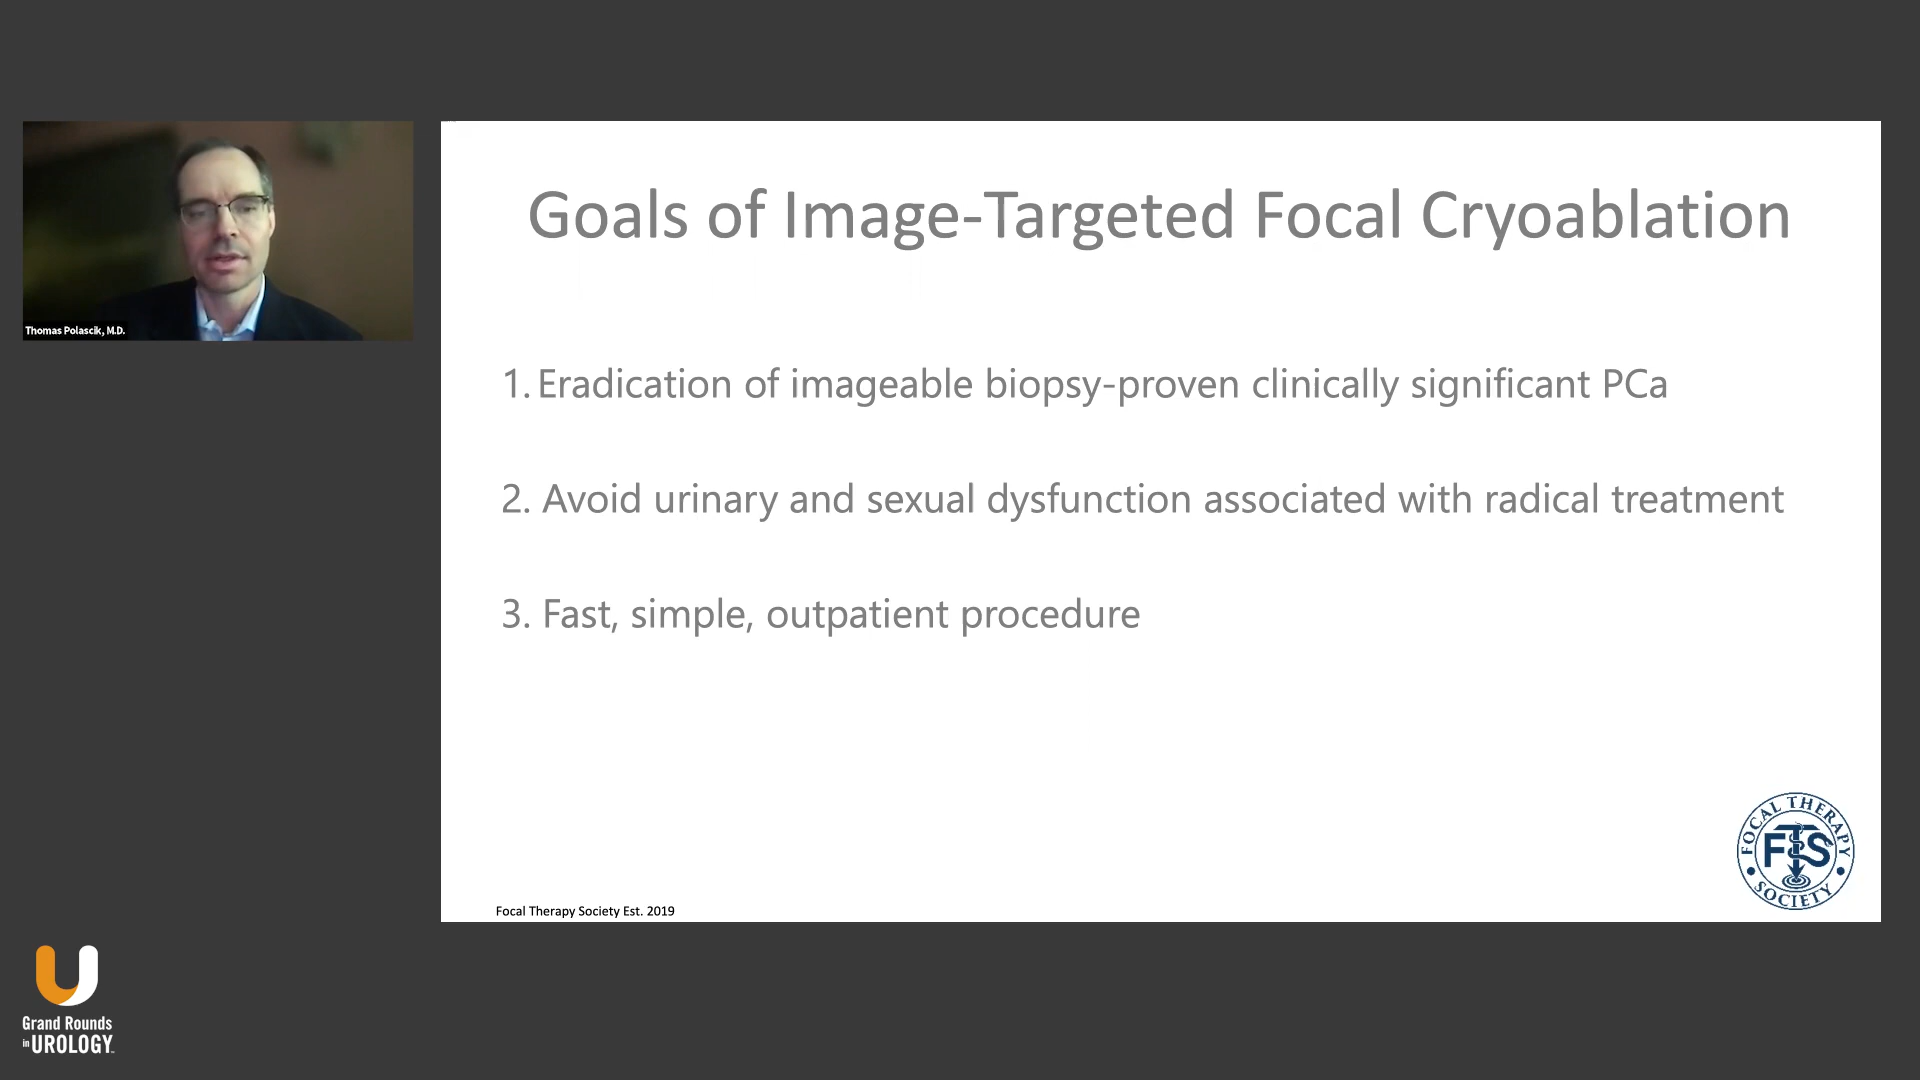 Thomas Polascik, M.D.
Goals of Image-Targeted Focal Cryoablation
1. Eradication of imageable biopsy-proven clinically significant PCa
2. Avoid urinary and sexual dysfunction associated with radical treatment
3. Fast, simple, outpatient procedure
FOCAL THERAPY
FTS
SOCIETY
Focal Therapy Society Est. 2019
Grand Rounds
in UROLOGY